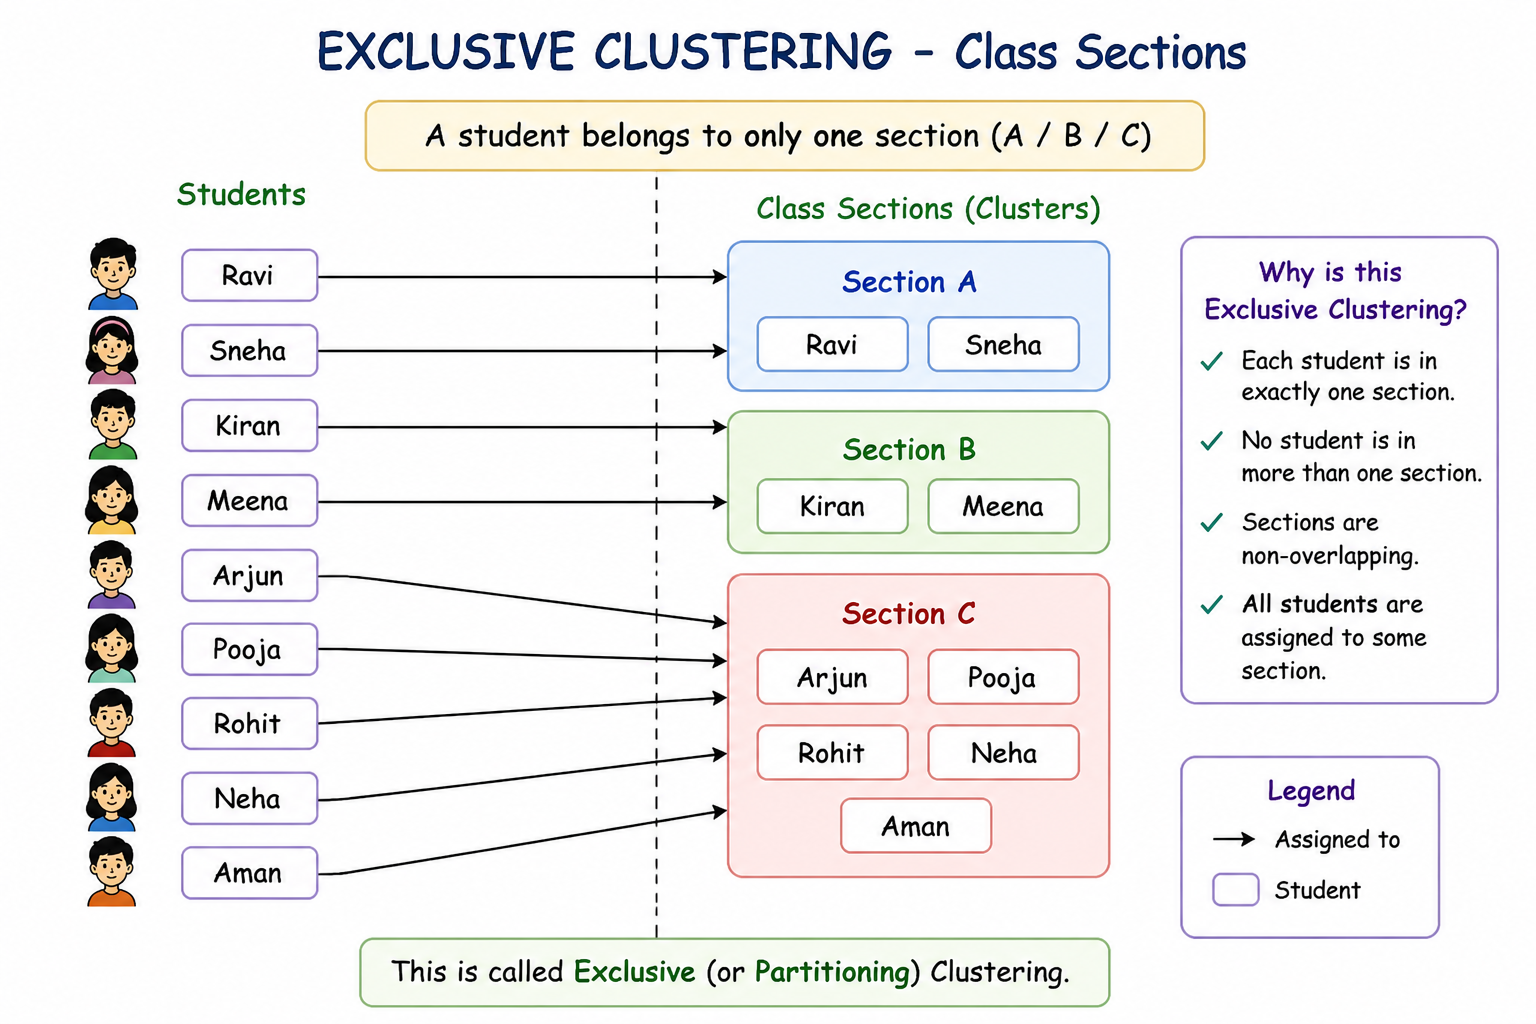 EXCLUSIVE CLUSTERING – Class Sections
A student belongs to only one section (A / B / C)
Students
Ravi
Sneha
Kiran
Meena
Arjun
Pooja
Rohit
Neha
Aman
Class Sections (Clusters)
Section A
Ravi Sneha
Section B
Kiran Meena
Section C
Arjun Pooja
Rohit Neha
Aman
Why is this
Exclusive Clustering?
Each student is in
exactly one section.
No student is in
more than one section.
Sections are
non-overlapping.
All students are
assigned to some
section.
Legend
Assigned to
Student
This is called Exclusive (or Partitioning) Clustering.